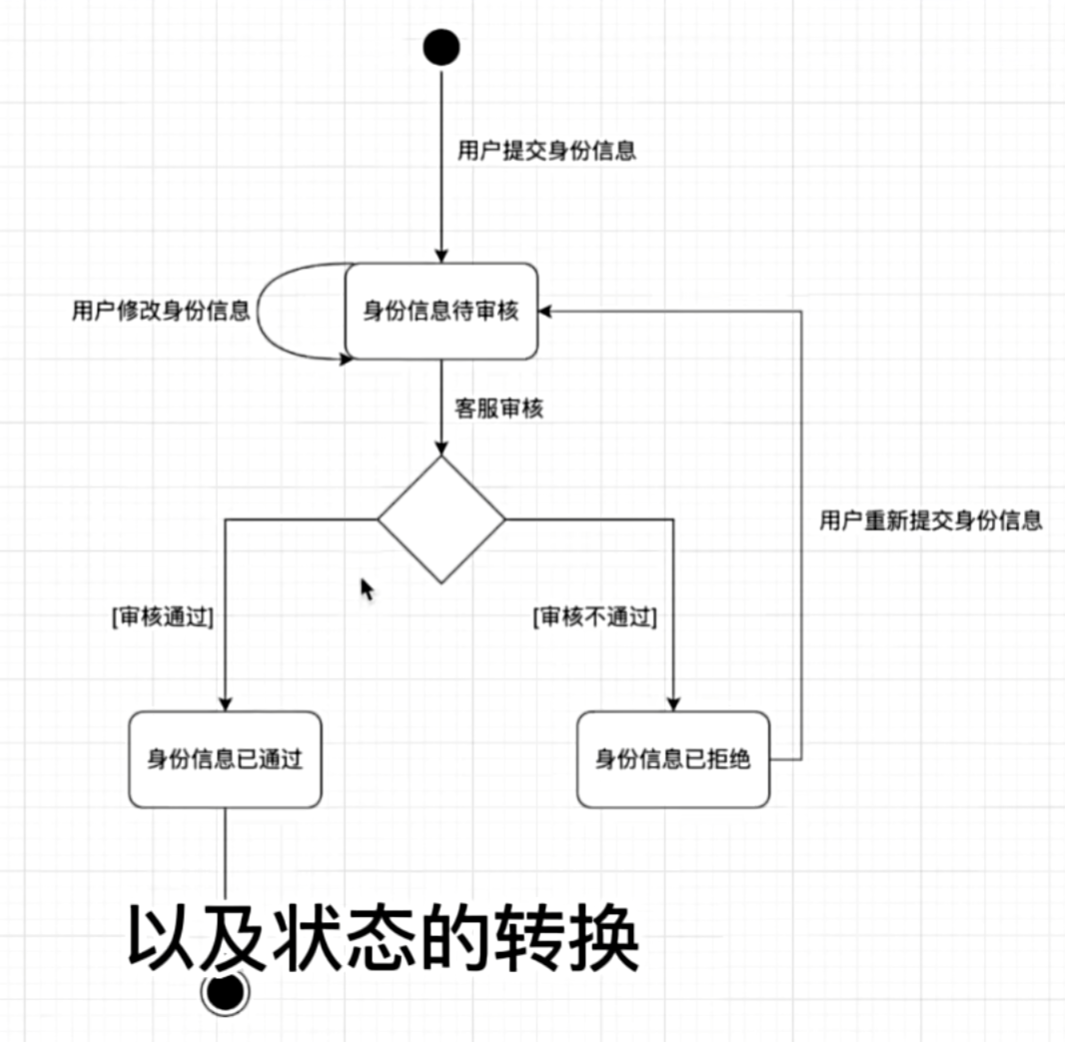 用户提交身份信息
用户修改身份信息
身份信息待审核
客服审核
用户重新提交身份信息
[审核通过]
[审核不通过]
身份信息已通过
身份信息已拒绝
以及状态的转换